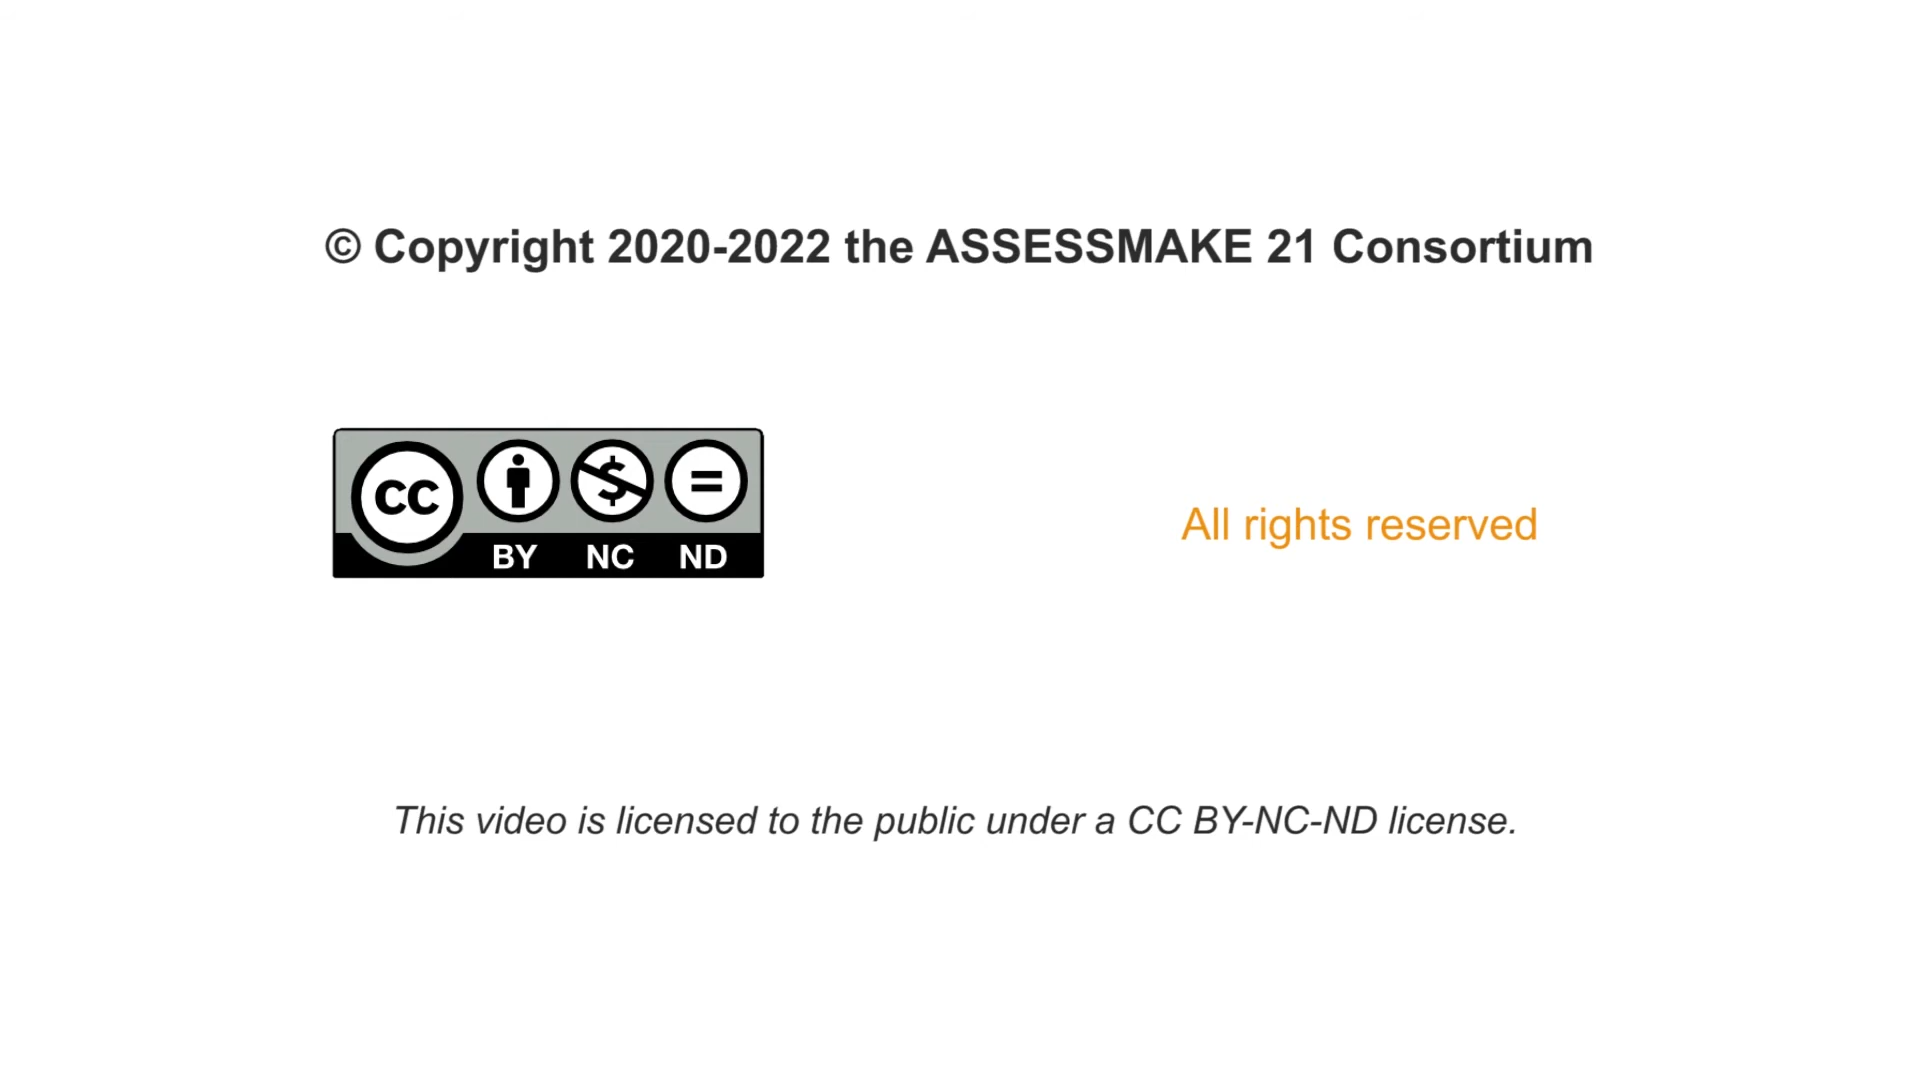 © Copyright 2020-2022 the ASSESSMAKE 21 Consortium
CC
BY NC ND
All rights reserved
This video is licensed to the public under a CC BY-NC-ND license.